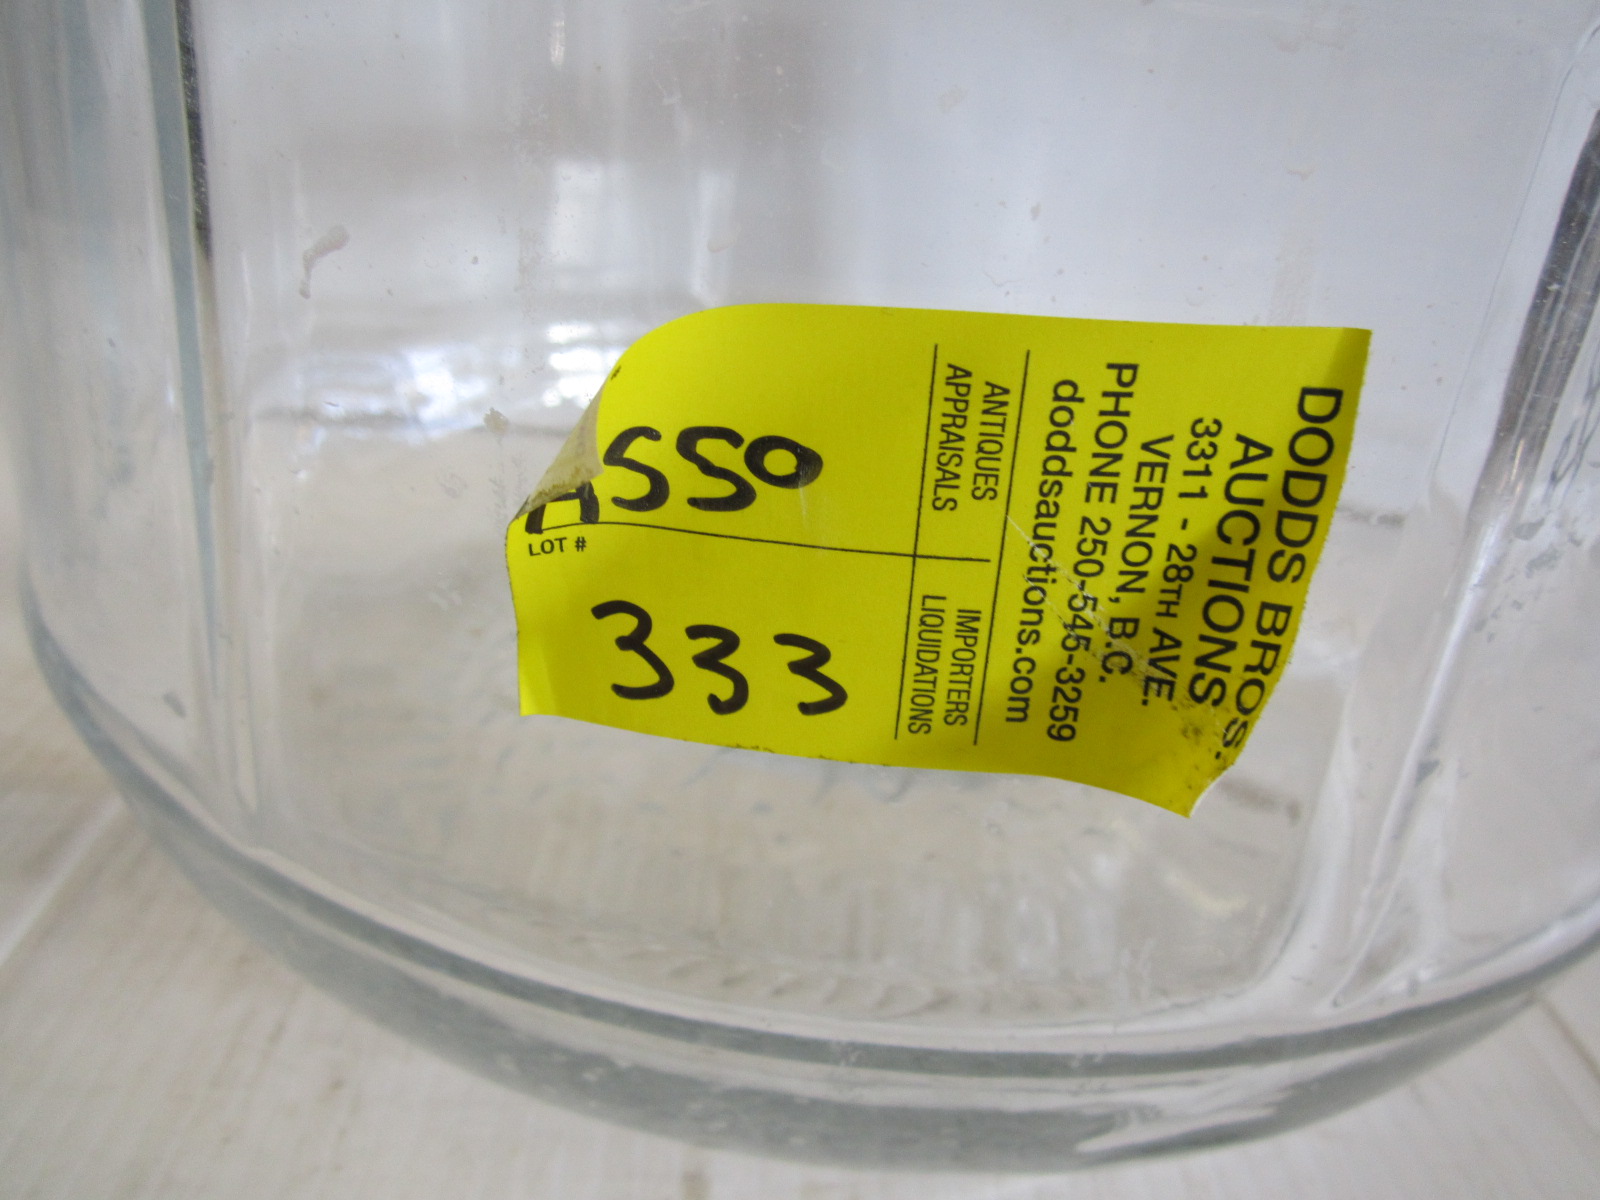 DODDS BROS.
AUCTIONS
3311 - 28TH AVE.
VERNON, B.C.
PHONE 250-545-3259
doddsauctions.com
ANTIQUES
APPRAISALS
IMPORTERS
LIQUIDATIONS
A550
LOT #
333